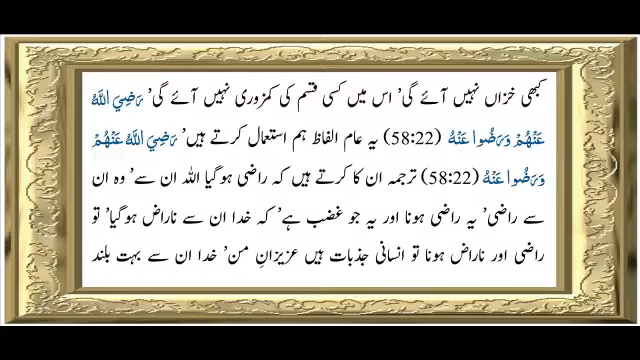 کبھی خزاں نہیں آئے گی’ اس میں کسی قسم کی کمزوری نہیں آئے گی’ رَضِيَ اللَّهُ
عَنْهُمْ وَرَضُوا عَنْهُ (58:22) یہ عام الفاظ ہم استعمال کرتے ہیں’ رَضِيَ اللَّهُ عَنْهُمْ
وَرَضُوا عَنْهُ (58:22) ترجمہ ان کا کرتے ہیں کہ راضی ہوگیا اللہ ان سے’ وہ ان
سے راضی’ یہ راضی ہونا اور یہ جو غضب ہے’ کہ خدا ان سے ناراض ہوگیا’ تو
راضی اور ناراض ہونا تو انسانی جذبات ہیں عزیزانِ من’ خدا ان سے بہت بلند